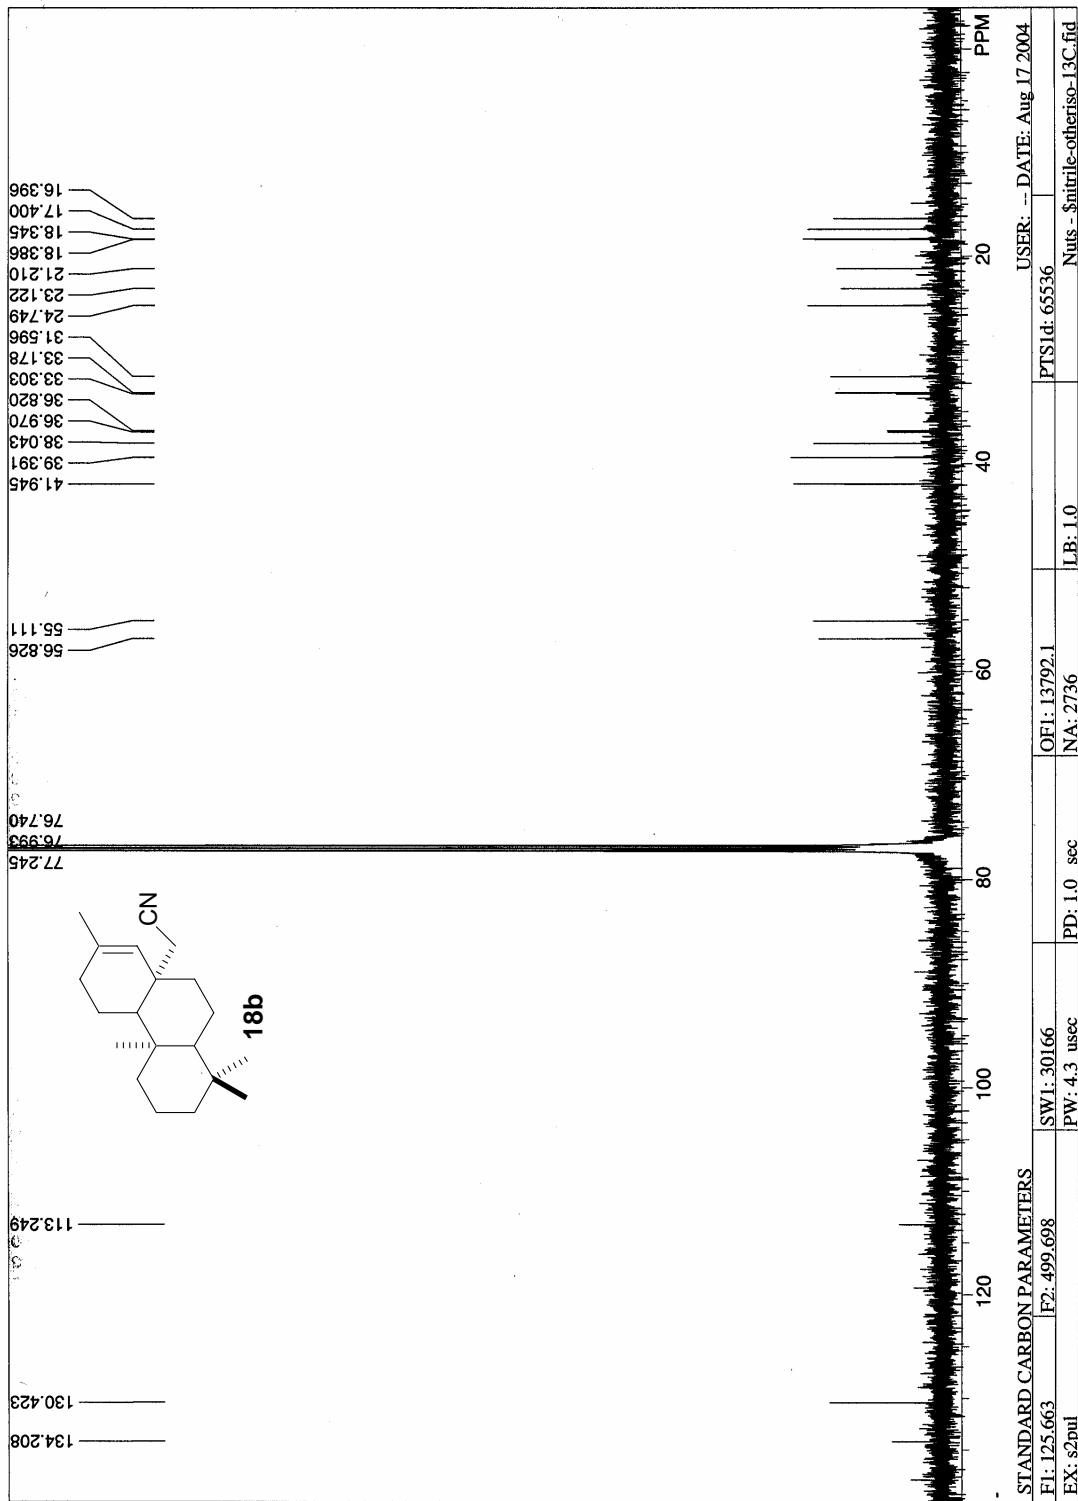 134.208
130.423
113.249
77.245
76.993
76.740
56.826
55.111
41.945
39.391
38.043
36.970
36.820
33.303
33.178
31.596
24.749
23.122
21.210
18.386
18.345
17.400
16.396
CN
18b
120
100
80
60
40
20
PPM
STANDARD CARBON PARAMETERS
USER: -- DATE: Aug 17 2004
F1: 125.663
F2: 499.698
SW1: 30166
OF1: 13792.1
PTS1d: 65536
EX: s2pul
PW: 4.3 usec
PD: 1.0 sec
NA: 2736
LB: 1.0
Nuts - $nitrile-otheriso-13C.fid